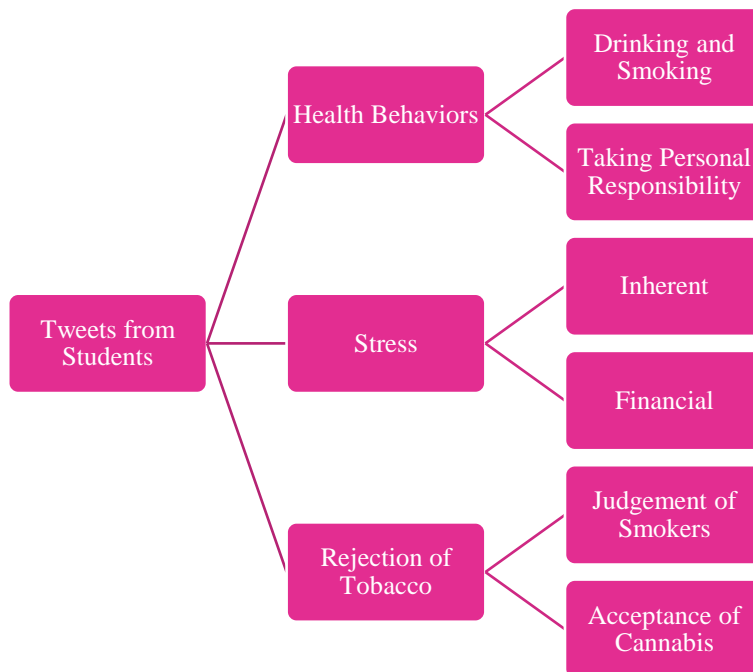 Tweets from
Students
Health Behaviors
Drinking and
Smoking
Taking Personal
Responsibility
Stress
Inherent
Financial
Rejection of
Tobacco
Judgement of
Smokers
Acceptance of
Cannabis